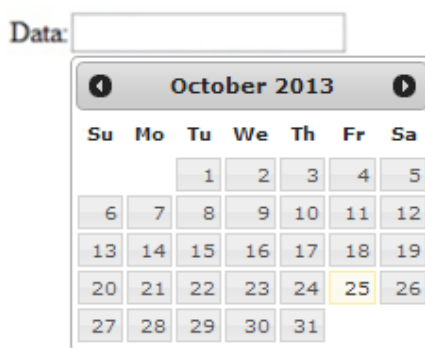 Data:
October 2013
Su Mo Tu We Th Fr Sa
1 2 3 4 5
6 7 8 9 10 11 12
13 14 15 16 17 18 19
20 21 22 23 24 25 26
27 28 29 30 31